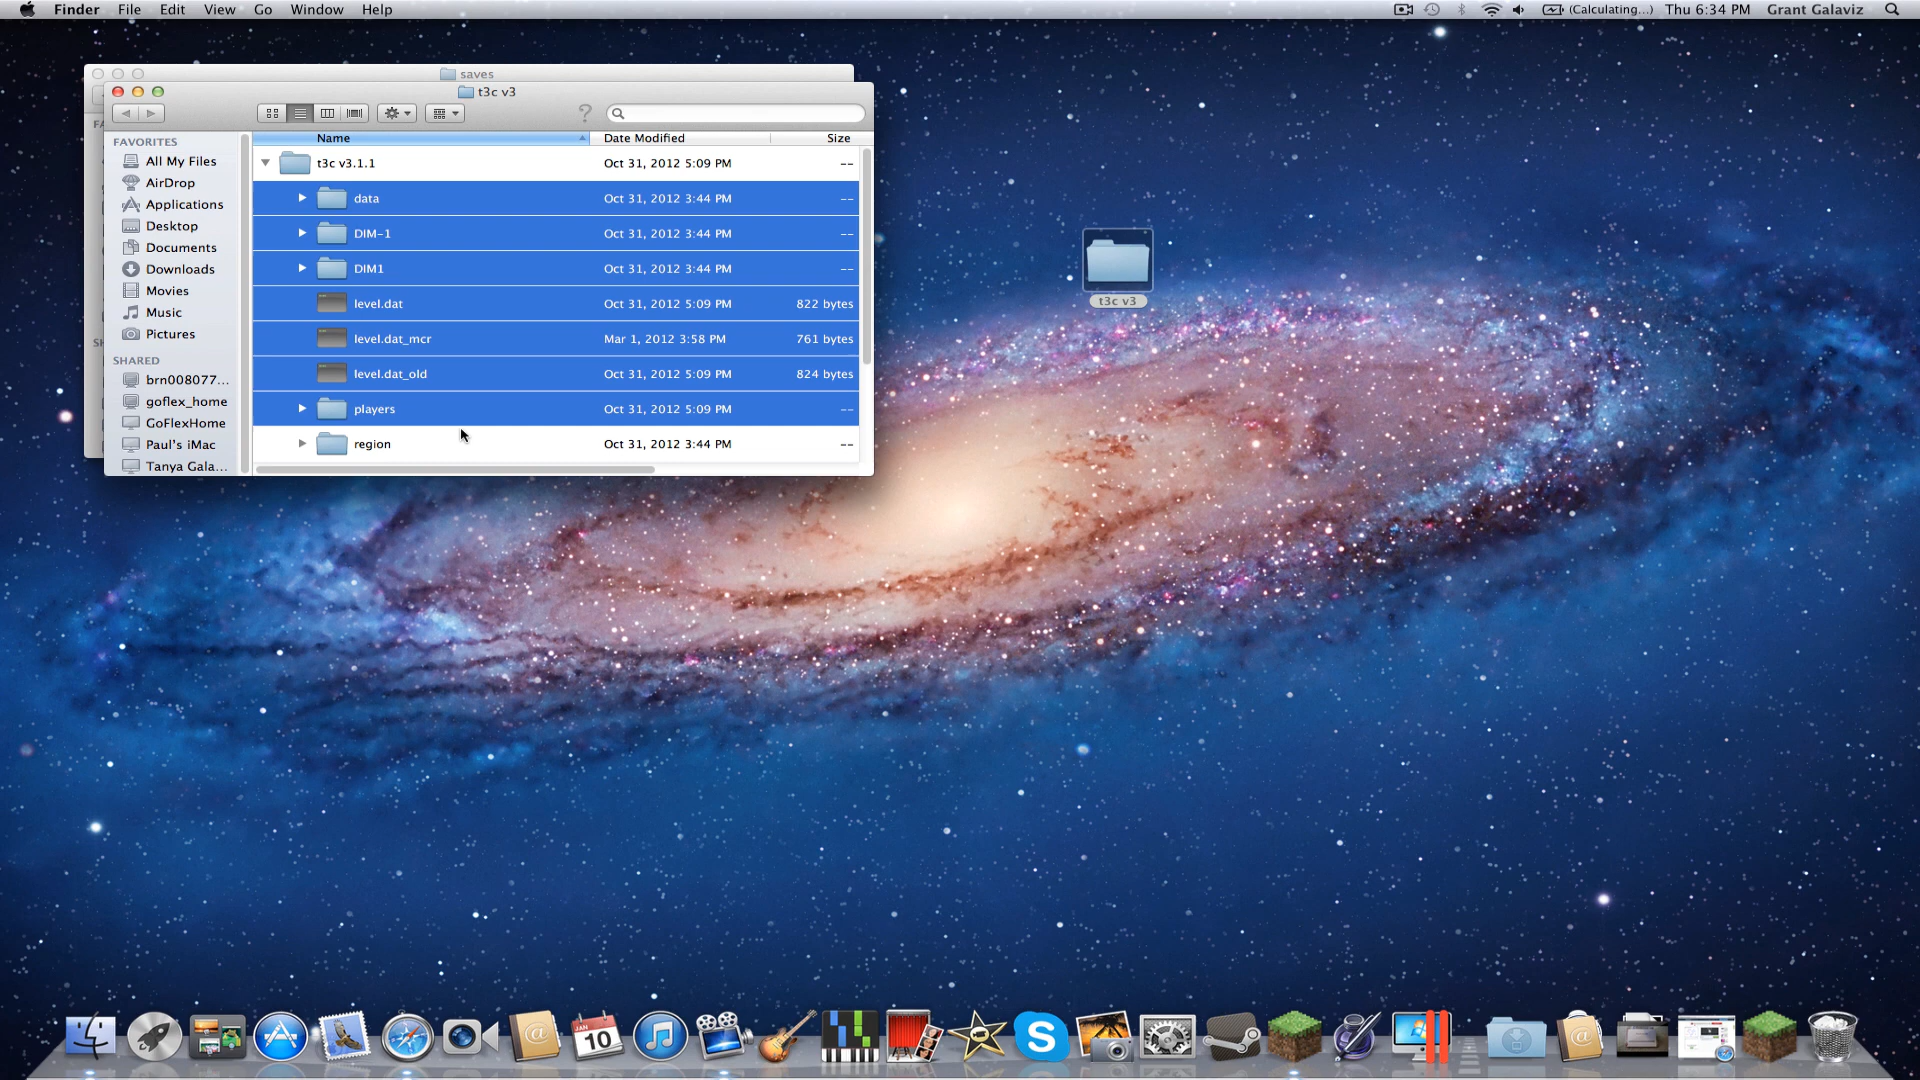 Finder File Edit View Go Window Help (Calculating...) Thu 6:34 PM Grant Galaviz
saves
t3c v3
FAVORITES
All My Files
AirDrop
Applications
Desktop
Documents
Downloads
Movies
Music
Pictures
SHARED
brn008077...
goflex_home
GoFlexHome
Paul's iMac
Tanya Gala...
Name Date Modified Size
t3c v3.1.1 Oct 31, 2012 5:09 PM --
data Oct 31, 2012 3:44 PM --
DIM-1 Oct 31, 2012 3:44 PM --
DIM1 Oct 31, 2012 3:44 PM --
level.dat Oct 31, 2012 5:09 PM 822 bytes
level.dat_mcr Mar 1, 2012 3:58 PM 761 bytes
level.dat_old Oct 31, 2012 5:09 PM 824 bytes
players Oct 31, 2012 5:09 PM --
region Oct 31, 2012 3:44 PM --
t3c v3
JAN
10